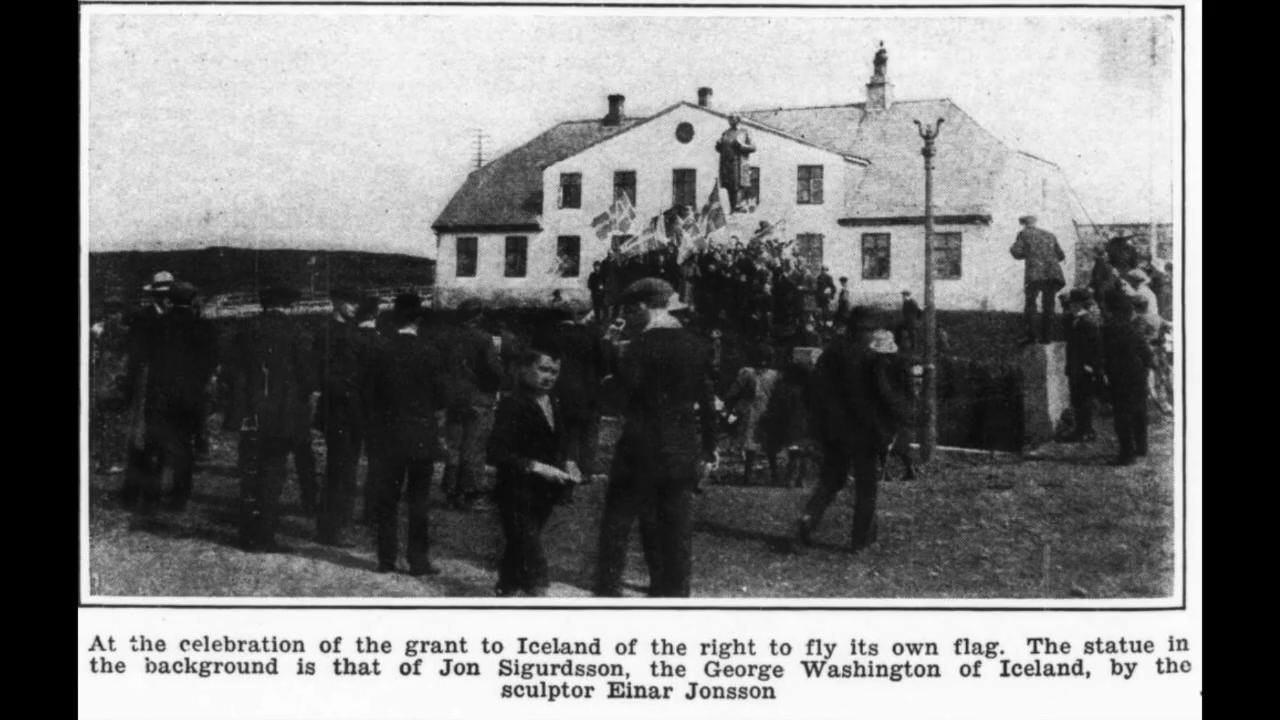 At the celebration of the grant to Iceland of the right to fly its own flag. The statue in
the background is that of Jon Sigurdsson, the George Washington of Iceland, by the
sculptor Einar Jonsson